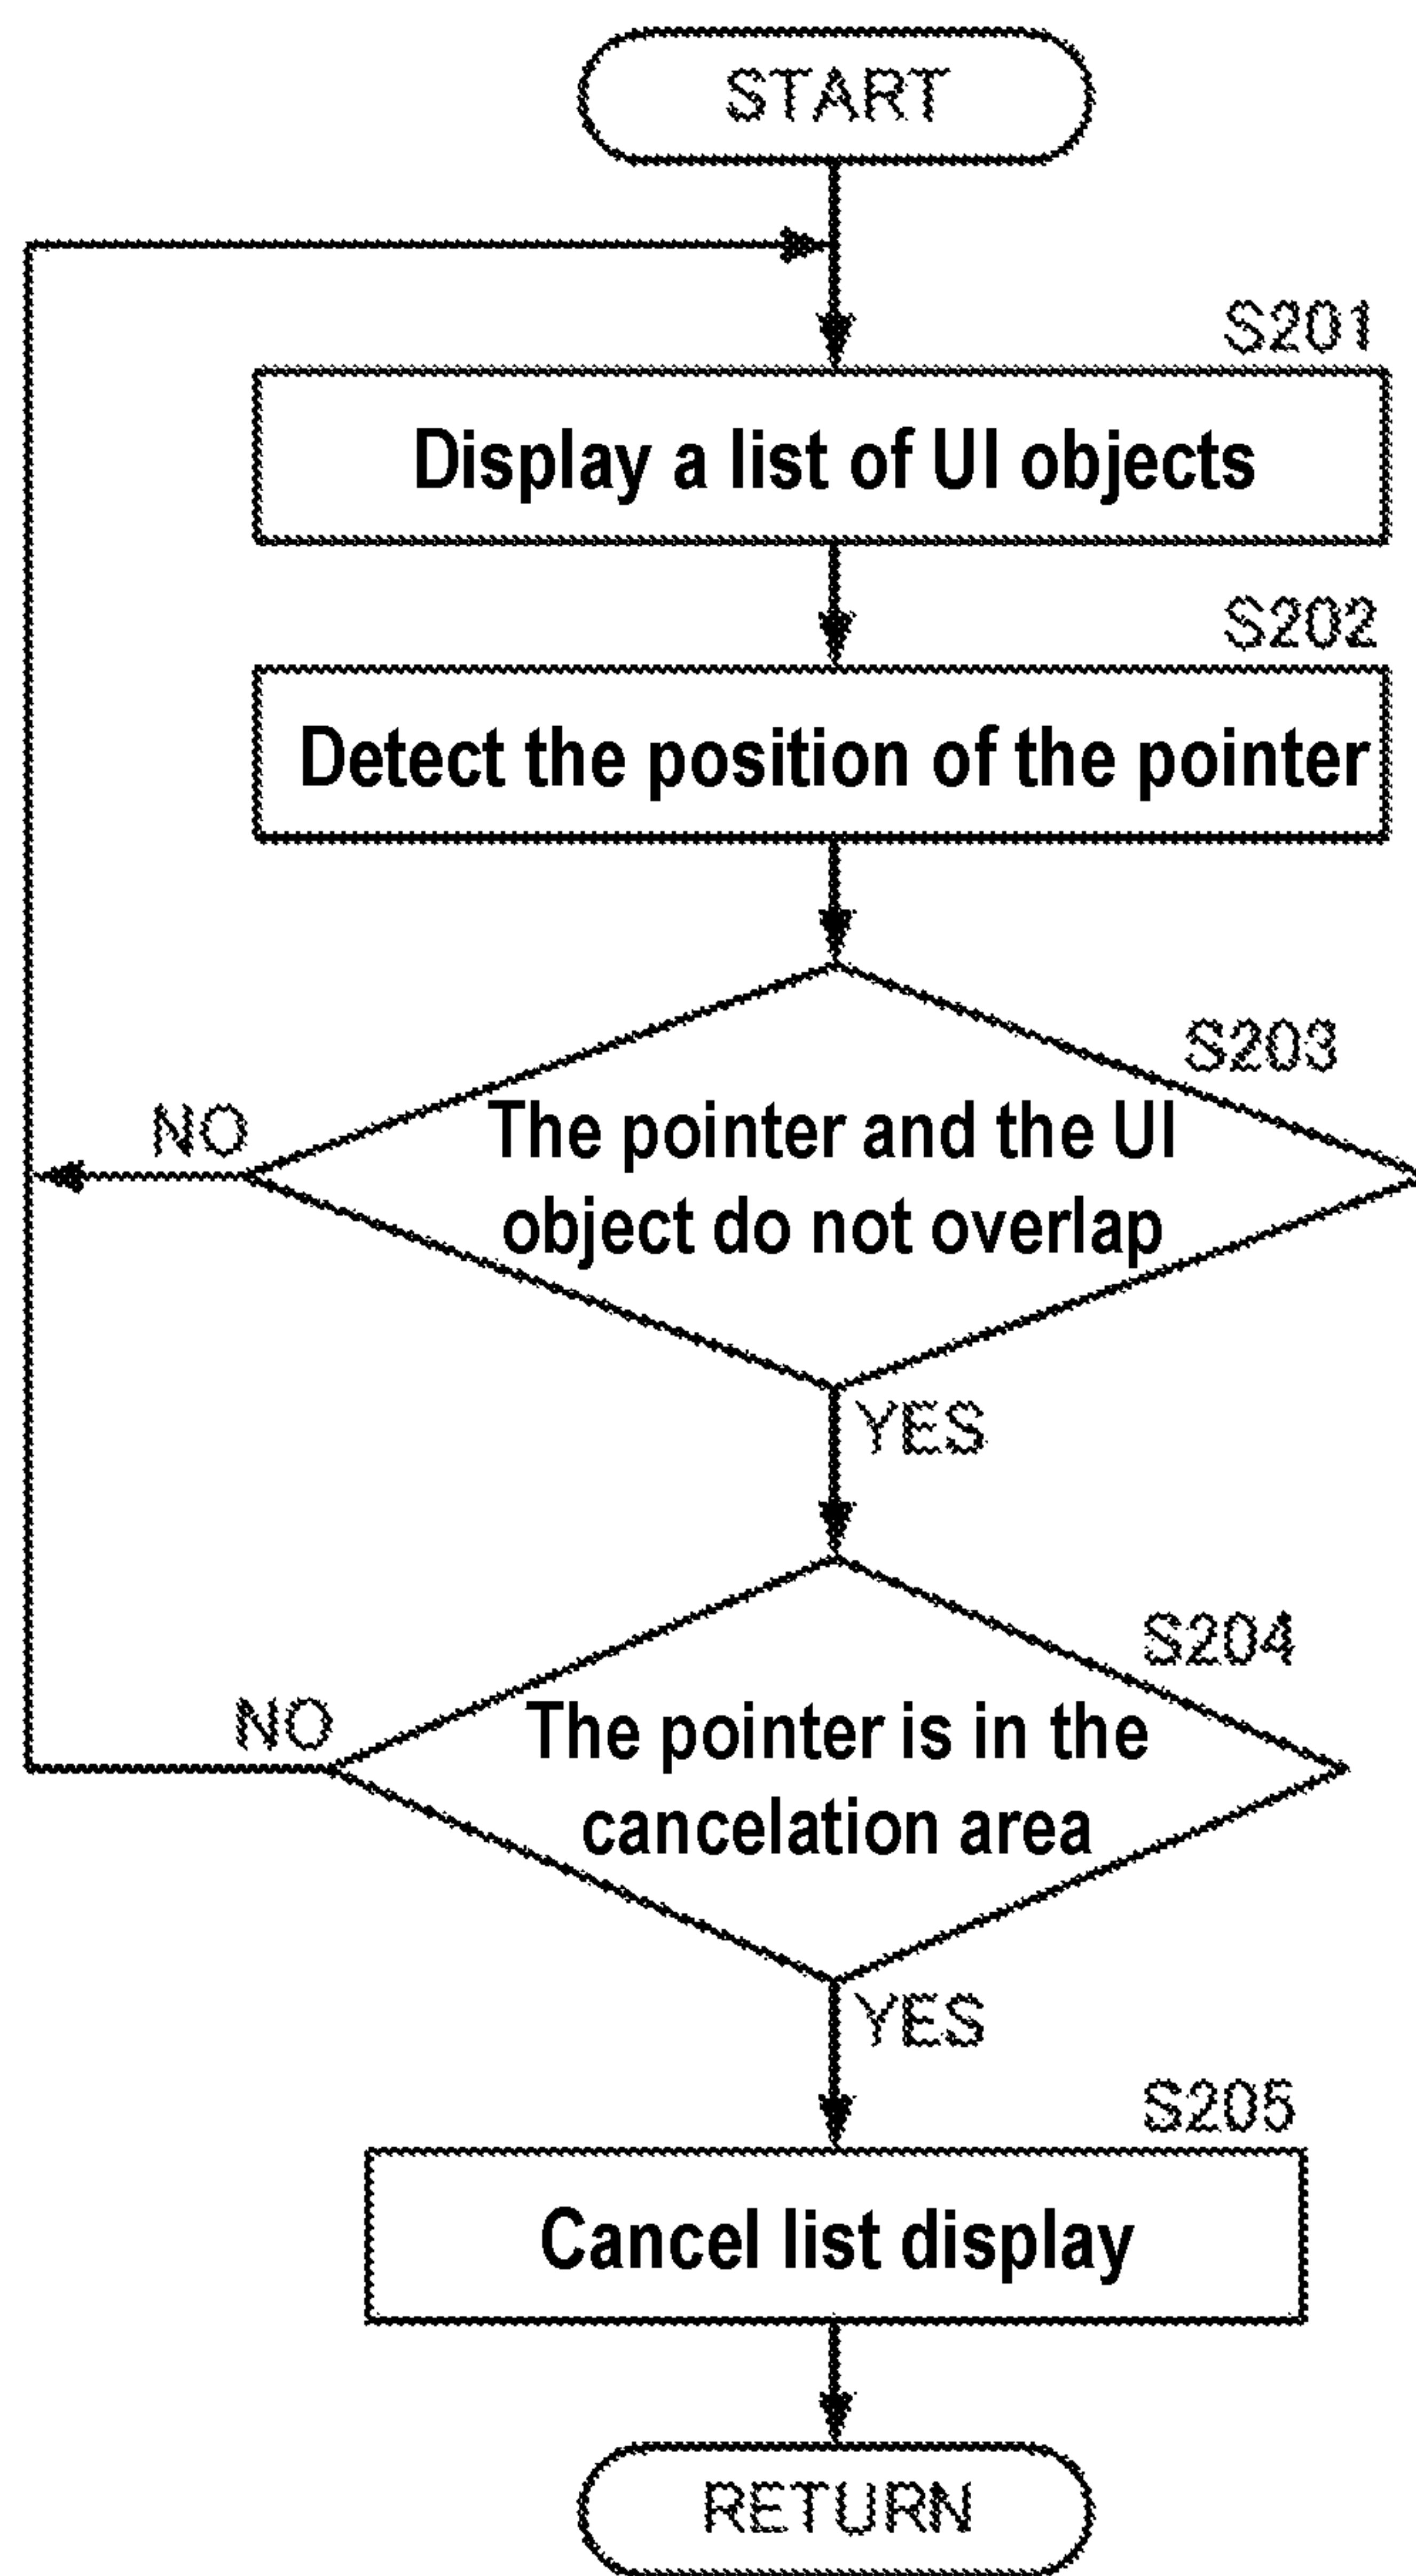 START
S201
Display a list of UI objects
S202
Detect the position of the pointer
S203
NO
The pointer and the UI
object do not overlap
YES
S204
NO
The pointer is in the
cancelation area
YES
S205
Cancel list display
RETURN